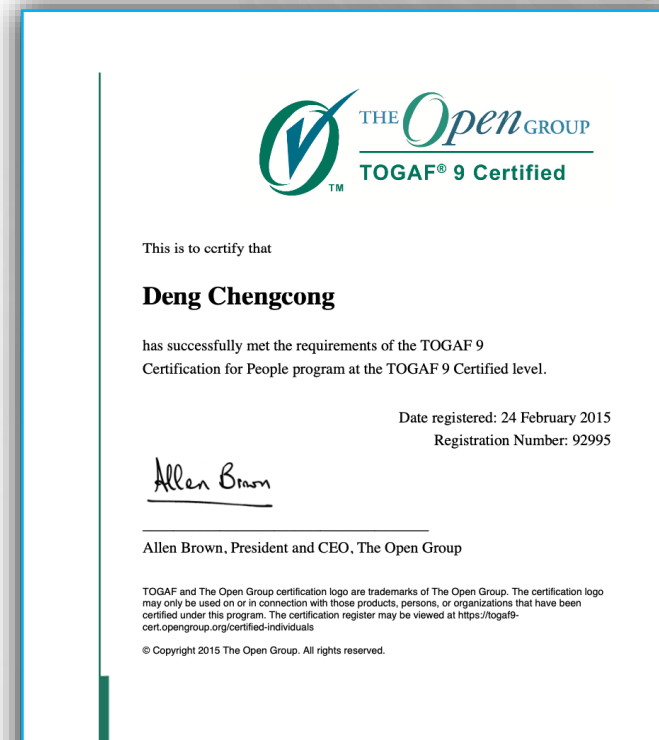 THE Open GROUP
TM
TOGAF® 9 Certified
This is to certify that
Deng Chengcong
has successfully met the requirements of the TOGAF 9
Certification for People program at the TOGAF 9 Certified level.
Date registered: 24 February 2015
Registration Number: 92995
Allen Brown
Allen Brown, President and CEO, The Open Group
TOGAF and The Open Group certification logo are trademarks of The Open Group. The certification logo
may only be used on or in connection with those products, persons, or organizations that have been
certified under this program. The certification register may be viewed at https://togaf9-
cert.opengroup.org/certified-individuals
© Copyright 2015 The Open Group. All rights reserved.